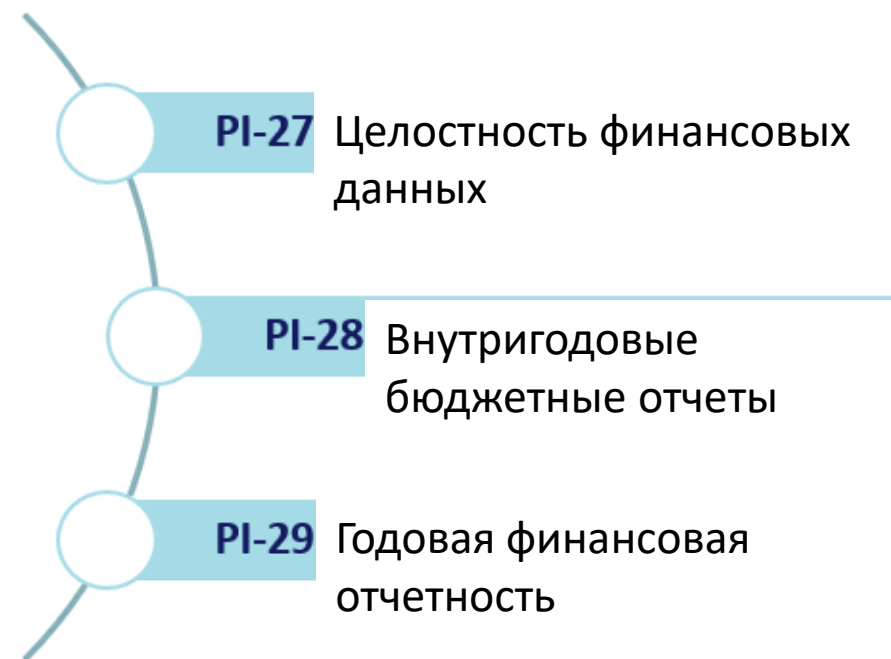 PI-27 Целостность финансовых
данных
PI-28 Внутригодовые
бюджетные отчеты
PI-29 Годовая финансовая
отчетность